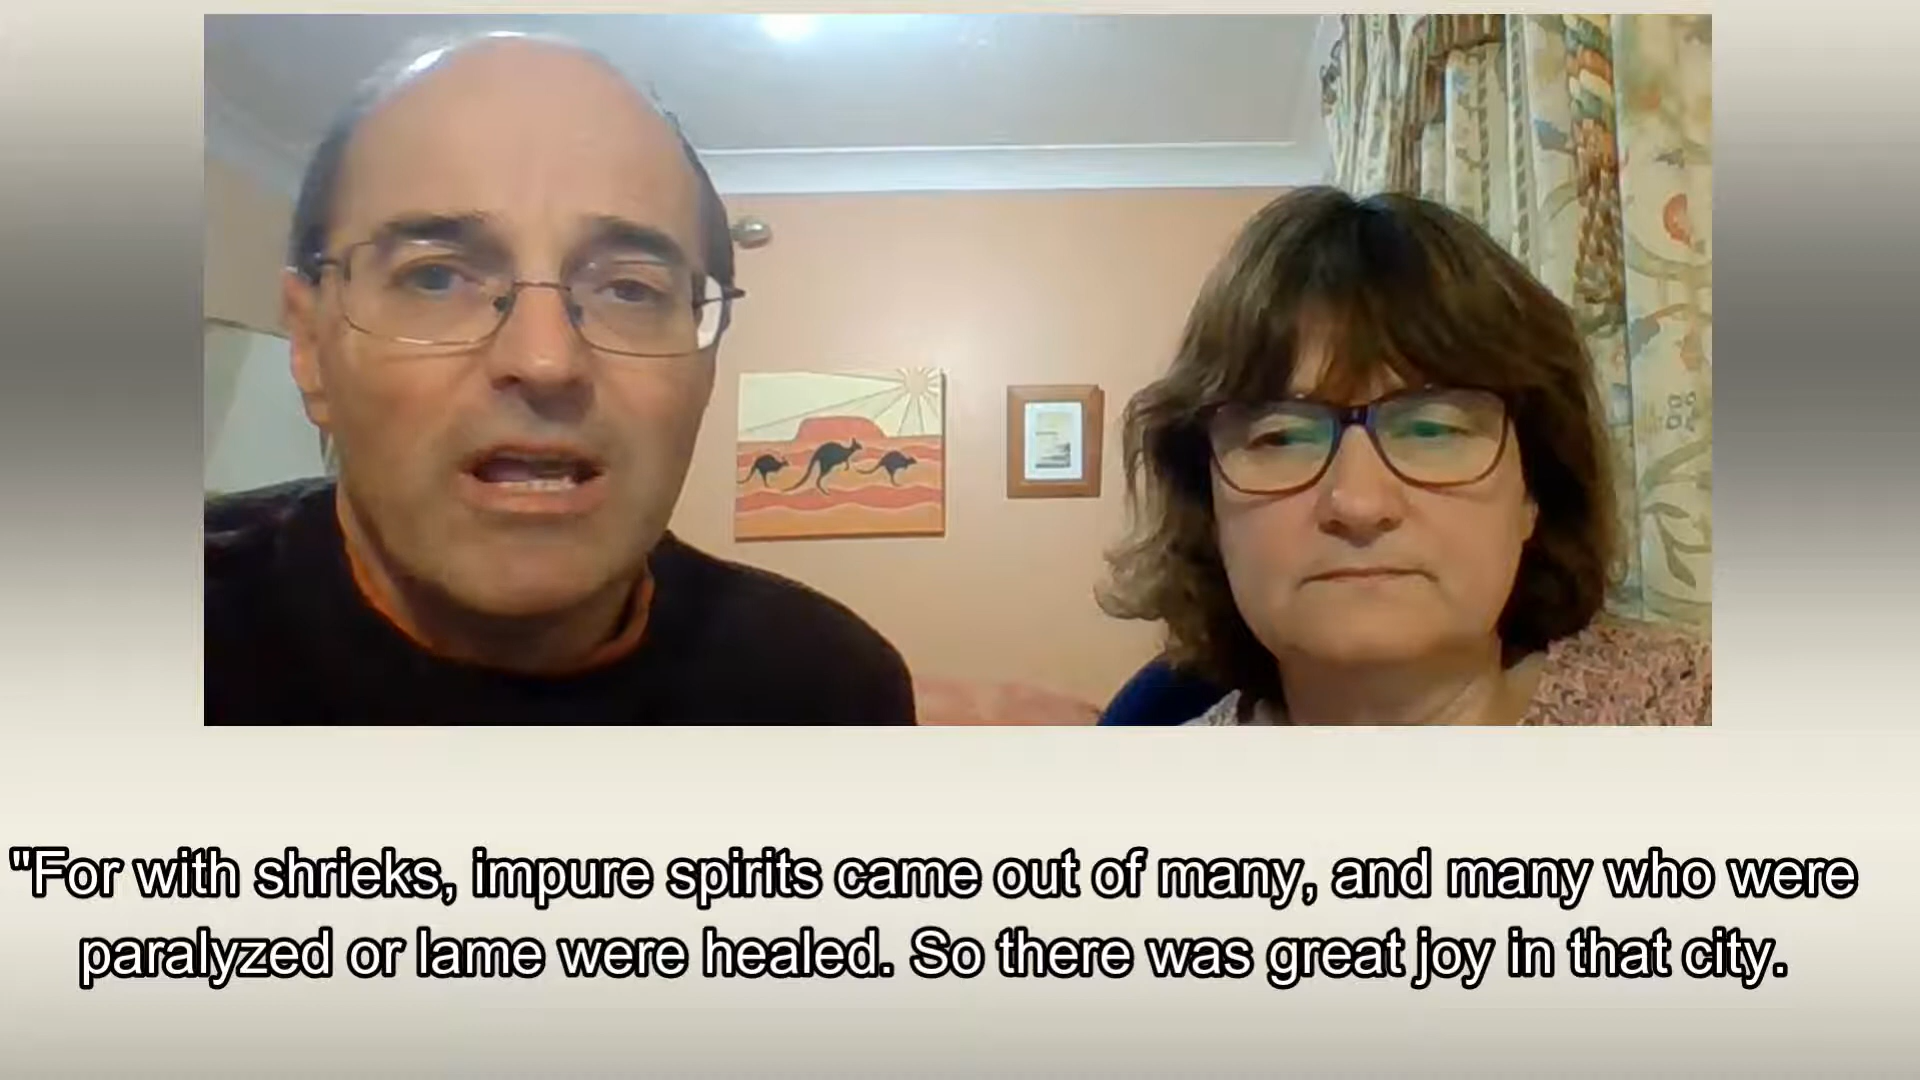 "For with shrieks, impure spirits came out of many, and many who were
paralyzed or lame were healed. So there was great joy in that city.